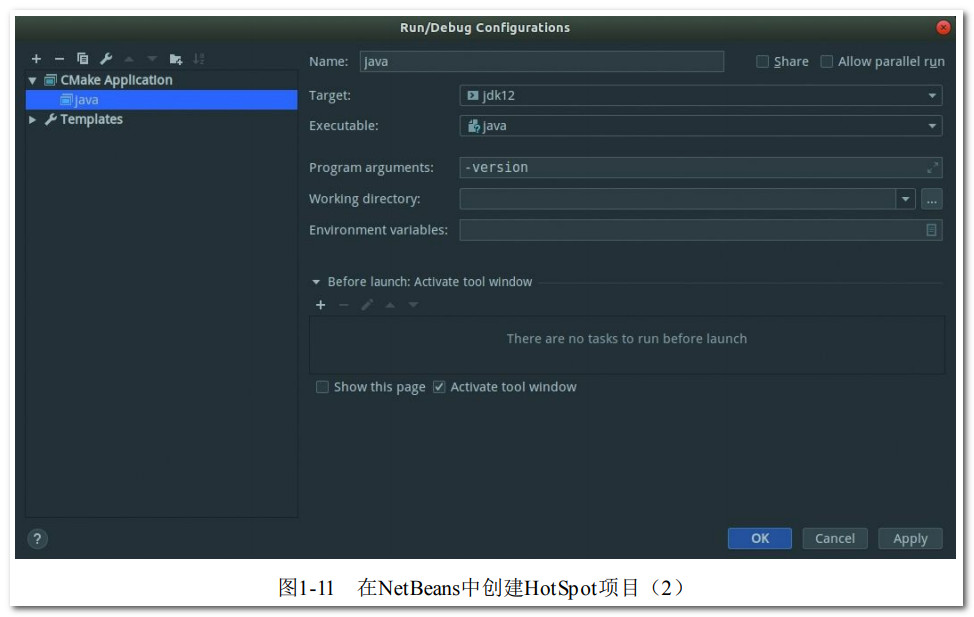 Run/Debug Configurations
CMake Application
java
Templates
Name: java
Share
Allow parallel run
Target: jdk12
Executable: java
Program arguments: -version
Working directory:
...
Environment variables:
Before launch: Activate tool window
There are no tasks to run before launch
Show this page
Activate tool window
?
OK
Cancel
Apply
图1-11 在NetBeans中创建HotSpot项目（2）